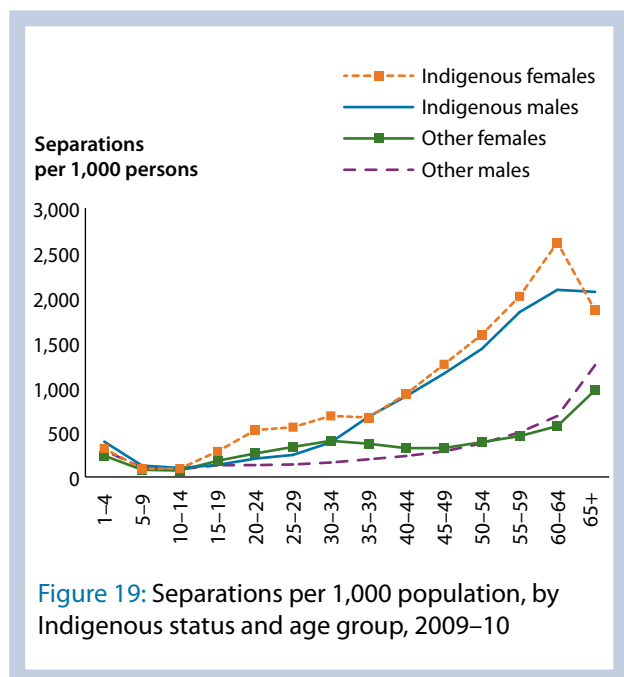 Indigenous females
Indigenous males
Other females
Other males
Separations
per 1,000 persons
3,000
2,500
2,000
1,500
1,000
500
0
1–4
5–9
10–14
15–19
20–24
25–29
30–34
35–39
40–44
45–49
50–54
55–59
60–64
65+
Figure 19: Separations per 1,000 population, by
Indigenous status and age group, 2009–10